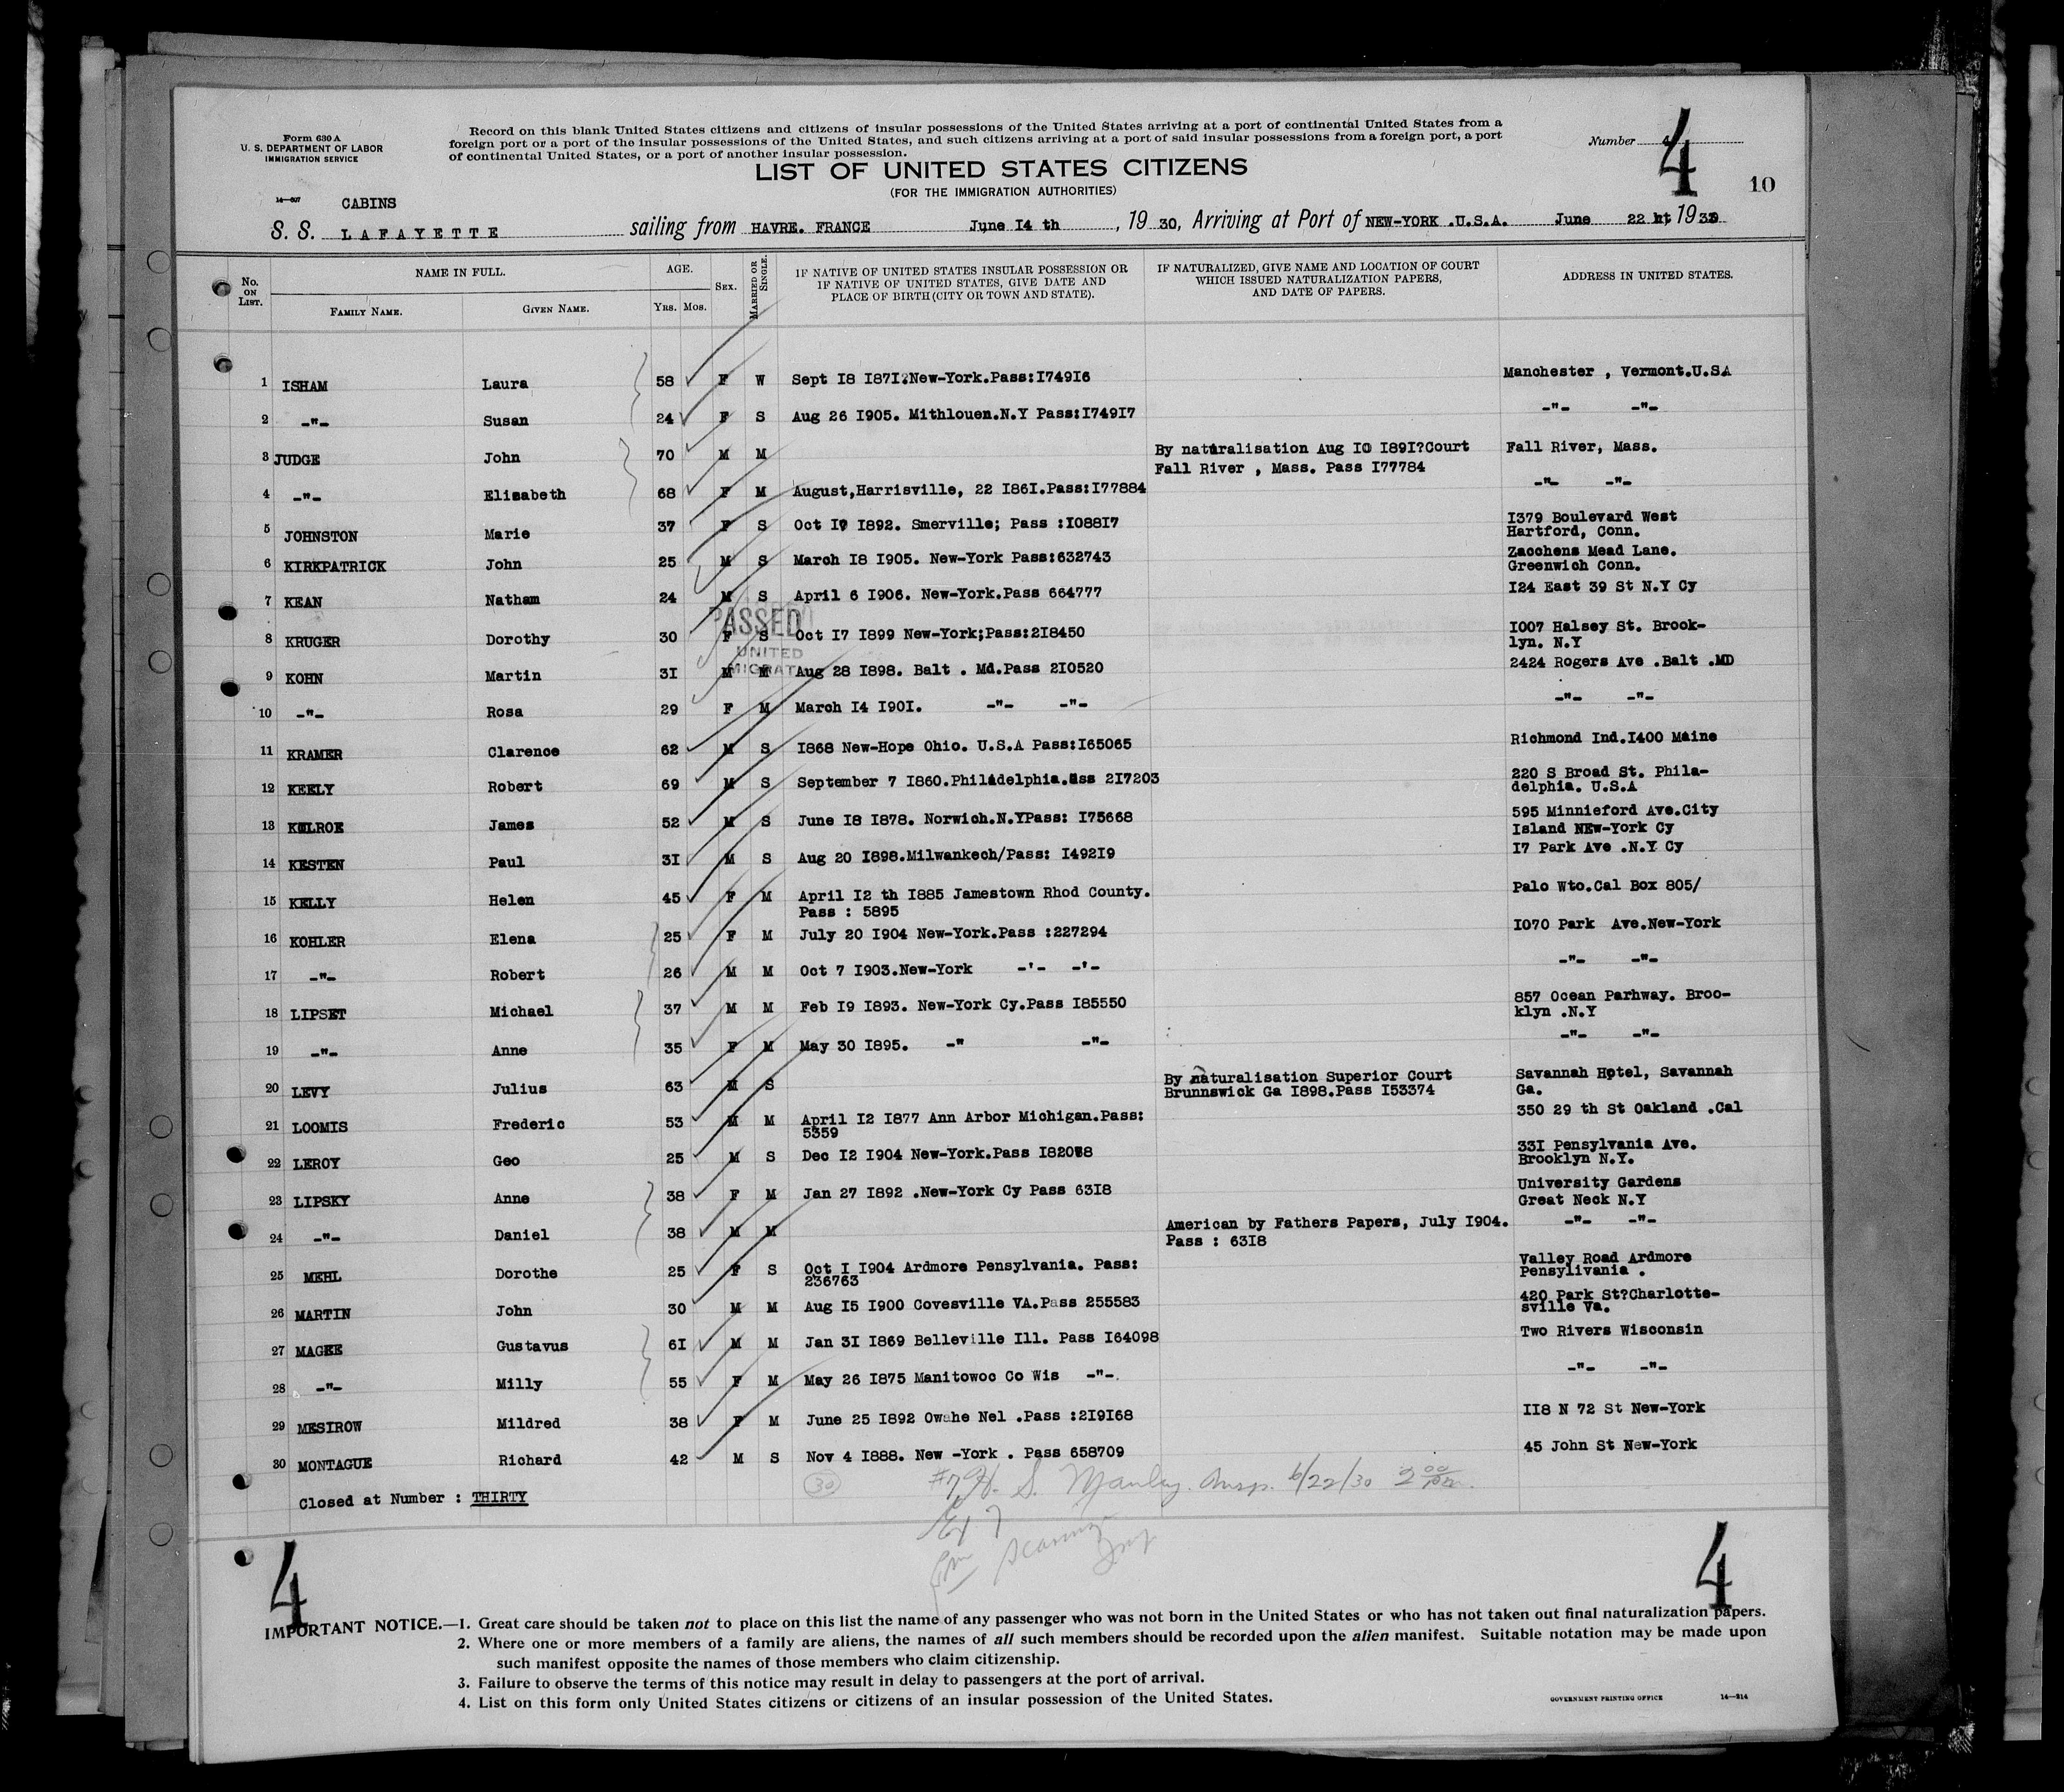 Form 630 A
U. S. DEPARTMENT OF LABOR
IMMIGRATION SERVICE
Record on this blank United States citizens and citizens of insular possessions of the United States arriving at a port of continental United States from a
foreign port or a port of the insular possessions of the United States, and such citizens arriving at a port of said insular possessions from a foreign port, a port
of continental United States, or a port of another insular possession.
Number 4
10
LIST OF UNITED STATES CITIZENS
(FOR THE IMMIGRATION AUTHORITIES)
14-607
CABINS
S. S. LAFAYETTE sailing from HAVRE. FRANCE June I4 th , 19 30, Arriving at Port of NEW-YORK .U.S.A. June 22 19 30
No. ON LIST. NAME IN FULL. AGE. SEX. MARRIED OR SINGLE. IF NATIVE OF UNITED STATES INSULAR POSSESSION OR IF NATIVE OF UNITED STATES, GIVE DATE AND PLACE OF BIRTH (CITY OR TOWN AND STATE). IF NATURALIZED, GIVE NAME AND LOCATION OF COURT WHICH ISSUED NATURALIZATION PAPERS, AND DATE OF PAPERS. ADDRESS IN UNITED STATES.
FAMILY NAME. GIVEN NAME. YRS. MOS.
1 ISHAM Laura 58 F W Sept I8 I87I?New-York.Pass:I749I6 Manchester , Vermont.U.SA
2 -"- Susan 24 F S Aug 26 I905. Mithlouen.N.Y Pass:I749I7 -"- -"-
3 JUDGE John 70 M M By naturalisation Aug I0 I89I?Court Fall River, Mass.
Fall River , Mass. Pass I77784
4 -"- Elisabeth 68 F M August,Harrisville, 22 I86I.Pass:I77884 -"- -"-
5 JOHNSTON Marie 37 F S Oct I0 I892. Smerville; Pass :I088I7 I379 Boulevard West
Hartford, Conn.
6 KIRKPATRICK John 25 M S March I8 I905. New-York Pass:632743 Zacchens Mead Lane.
Greenwich Conn.
7 KEAN Natham 24 M S April 6 I906. New-York.Pass 664777 I24 East 39 St N.Y Cy
PASSED
UNITED
MIGRAT
8 KRUGER Dorothy 30 F S Oct I7 I899 New-York;Pass:2I8450 I007 Halsey St. Brook-
lyn. N.Y
9 KOHN Martin 3I M M Aug 28 I898. Balt . Md.Pass 2I0520 2424 Rogers Ave .Balt .MD
10 -"- Rosa 29 F M March I4 I90I. -"- -"- -"- -"-
11 KRAMER Clarence 62 M S I868 New-Hope Ohio. U.S.A Pass:I65065 Richmond Ind.I400 Maine
12 KEELY Robert 69 M S September 7 I860.Philadelphia.Pass 2I7203 220 S Broad St. Phila-
delphia. U.S.A
13 KOLROE James 52 M S June I8 I878. Norwich.N.YPass: I75668 595 Minnieford Ave.City
Island NEW-York Cy
14 KESTEN Paul 3I M S Aug 20 I898.Milwankech/Pass: I492I9 I7 Park Ave .N.Y Cy
15 KELLY Helen 45 F M April I2 th I885 Jamestown Rhod County. Palo Wto.Cal Box 805/
Pass : 5895
16 KOHLER Elena 25 F M July 20 I904 New-York.Pass :227294 I070 Park Ave.New-York
17 -"- Robert 26 M M Oct 7 I903.New-York -'- -'- -"- -"-
18 LIPSET Michael 37 M M Feb I9 I893. New-York Cy.Pass I85550 857 Ocean Parhway. Broo-
klyn .N.Y
19 -"- Anne 35 F M May 30 I895. -" -"- -"- -"-
20 LEVY Julius 63 M S By naturalisation Superior Court Savannah Hotel, Savannah
Brunnswick Ga I898.Pass I53374 Ga.
21 LOOMIS Frederic 53 M M April I2 I877 Ann Arbor Michigan.Pass: 350 29 th St Oakland .Cal
5359
22 LEROY Geo 25 M S Dec I2 I904 New-York.Pass 33I Pensylvania Ave.
Brooklyn N.Y.
23 LIPSKY Anne 38 F M Jan 27 I892 .New-York Cy Pass 63I8 University Gardens
Great Neck N.Y
24 -"- Daniel 38 M M American by Fathers Papers, July I904. -"- -"-
Pass : 63I8
25 MEHL Dorothe 25 F S Oct I I904 Ardmore Pensylvania. Pass: Valley Road Ardmore
236763 Pensylivania .
26 MARTIN John 30 M M Aug I5 I900 Covesville VA.Pass 255583 420 Park St?Charlotte-
sville Va.
27 MAGEE Gustavus 6I M M Jan 3I I869 Belleville Ill. Pass I64098 Two Rivers Wisconsin
28 -"- Milly 55 F M May 26 I875 Manitowoc Co Wis -"-. -"- -"-
29 MESIROW Mildred 38 F M June 25 I892 Owahe Nel .Pass :2I9I68 II8 N 72 St New-York
30 MONTAGUE Richard 42 M S Nov 4 I888. New -York . Pass 658709 45 John St New-York
30 #7 H. S. Manley. Insp. 6/22/30 2 00 pm.
Closed at Number : THIRTY
4 4
IMPORTANT NOTICE.—1. Great care should be taken not to place on this list the name of any passenger who was not born in the United States or who has not taken out final naturalization papers.
2. Where one or more members of a family are aliens, the names of all such members should be recorded upon the alien manifest. Suitable notation may be made upon
such manifest opposite the names of those members who claim citizenship.
3. Failure to observe the terms of this notice may result in delay to passengers at the port of arrival.
4. List on this form only United States citizens or citizens of an insular possession of the United States.
GOVERNMENT PRINTING OFFICE 14-214